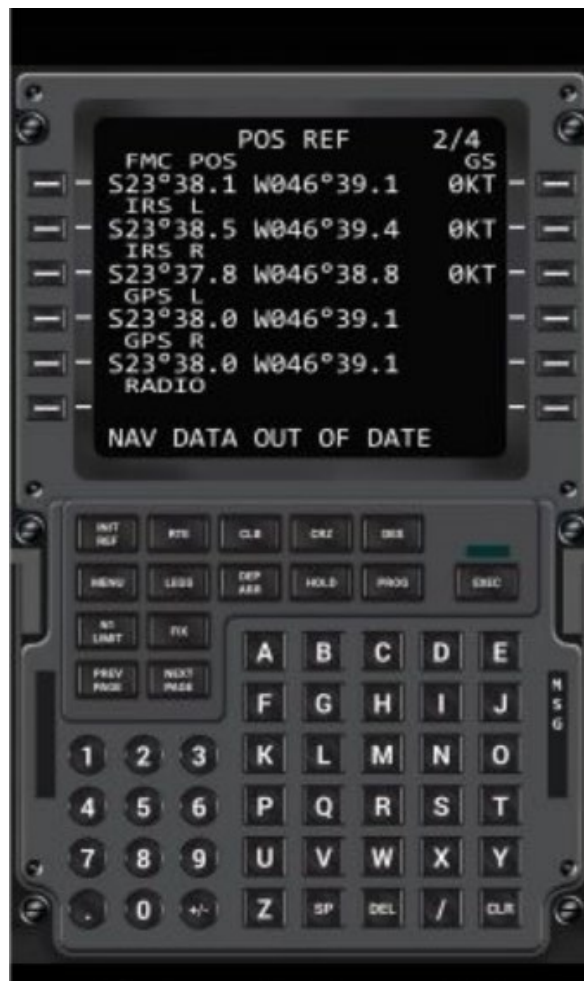 POS REF 2/4
FMC POS GS
S23°38.1 W046°39.1 0KT
IRS L
S23°38.5 W046°39.4 0KT
IRS R
S23°37.8 W046°38.8 0KT
GPS L
S23°38.0 W046°39.1
GPS R
S23°38.0 W046°39.1
RADIO
NAV DATA OUT OF DATE
INIT REF RTE CLB CRZ DES
MENU LEGS DEP ARR HOLD PROG EXEC
N1 LIMIT FIX
PREV PAGE NEXT PAGE
A B C D E
F G H I J
MSG
1 2 3 K L M N O
4 5 6 P Q R S T
7 8 9 U V W X Y
. 0 +/- Z SP DEL / CLR